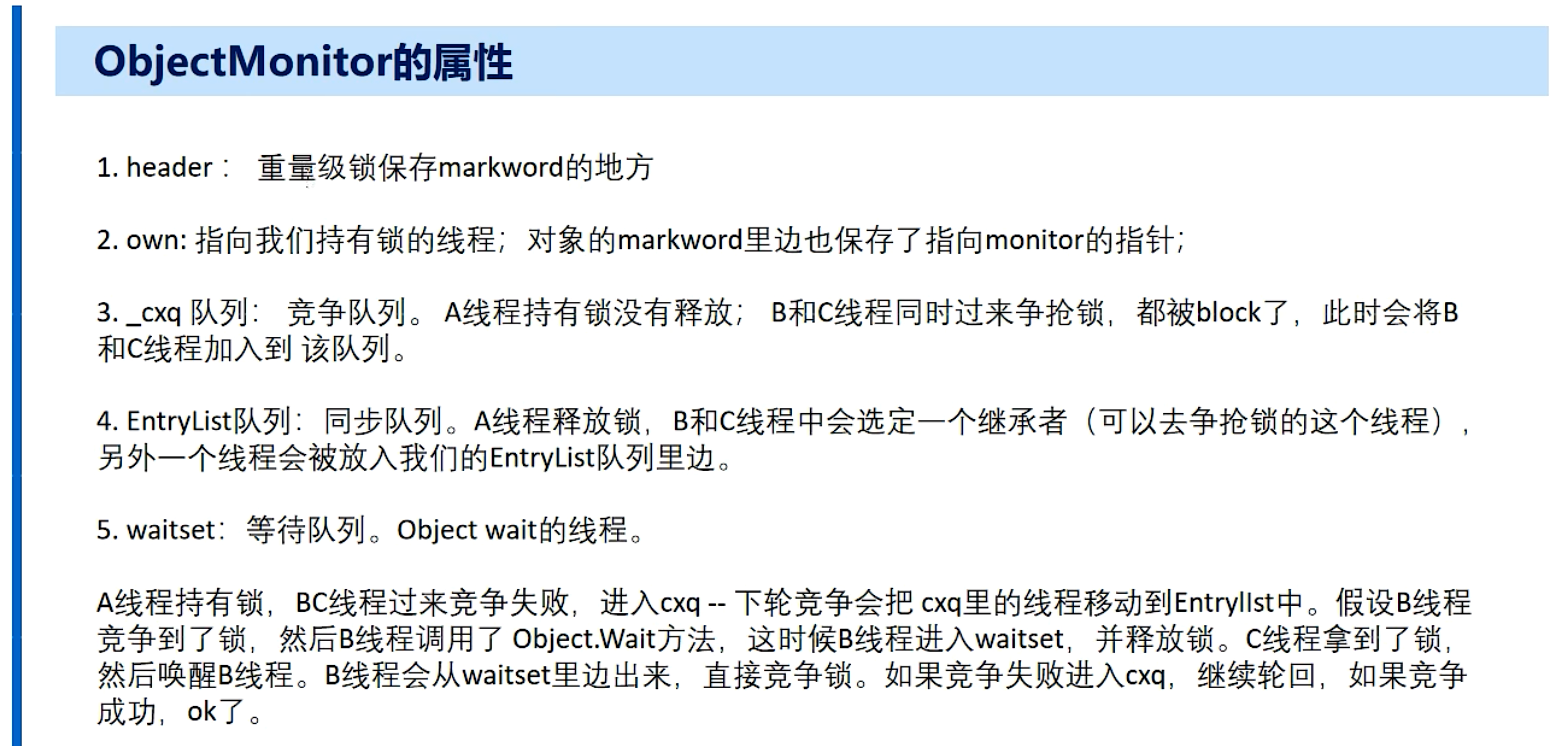 ObjectMonitor的属性
1. header： 重量级锁保存markword的地方
2. own: 指向我们持有锁的线程；对象的markword里边也保存了指向monitor的指针；
3. _cxq 队列： 竞争队列。 A线程持有锁没有释放； B和C线程同时过来争抢锁，都被block了，此时会将B
和C线程加入到 该队列。
4. EntryList队列：同步队列。A线程释放锁，B和C线程中会选定一个继承者（可以去争抢锁的这个线程），
另外一个线程会被放入我们的EntryList队列里边。
5. waitset：等待队列。Object wait的线程。
A线程持有锁，BC线程过来竞争失败，进入cxq -- 下轮竞争会把 cxq里的线程移动到EntrylIst中。假设B线程
竞争到了锁，然后B线程调用了 Object.Wait方法，这时候B线程进入waitset，并释放锁。C线程拿到了锁，
然后唤醒B线程。B线程会从waitset里边出来，直接竞争锁。如果竞争失败进入cxq，继续轮回，如果竞争
成功，ok了。